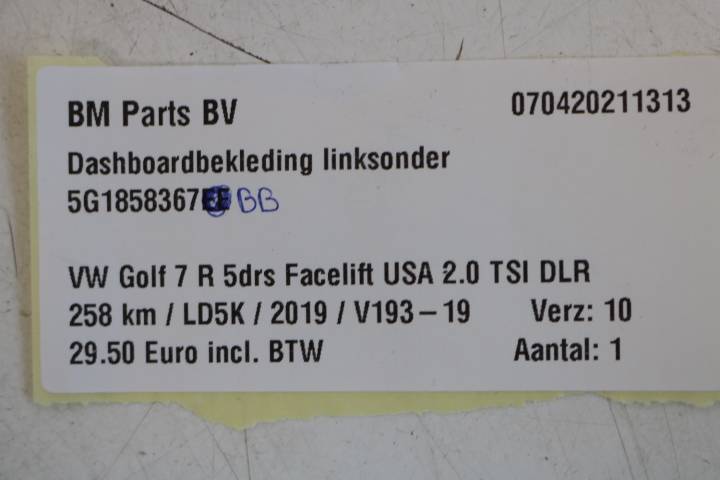 BM Parts BV 070420211313
Dashboardbekleding linksonder
5G1858367 BB
VW Golf 7 R 5drs Facelift USA 2.0 TSI DLR
258 km / LD5K / 2019 / V193-19 Verz: 10
29.50 Euro incl. BTW Aantal: 1